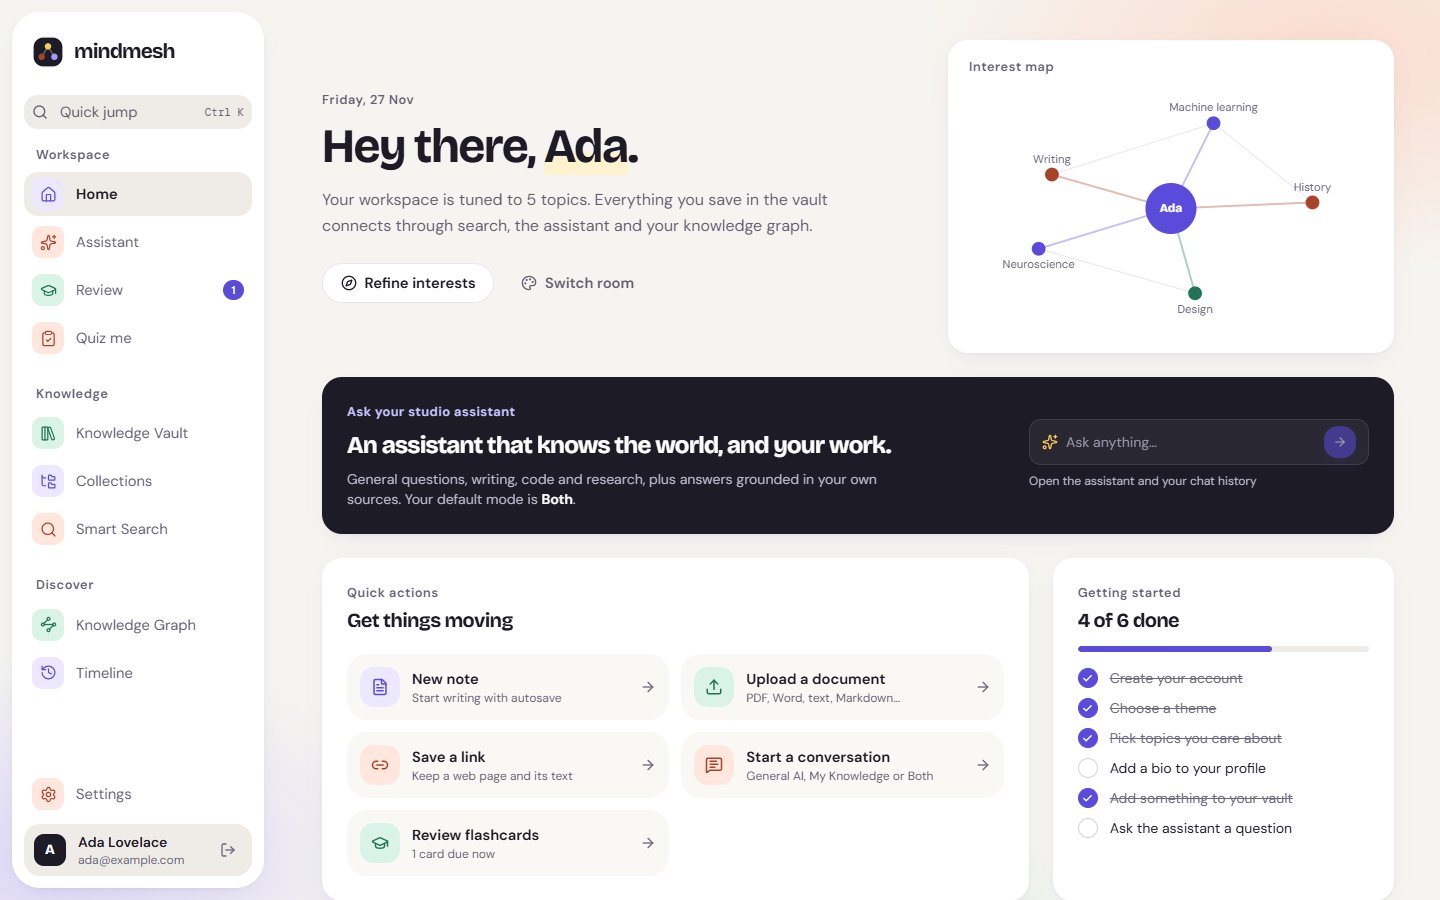 mindmesh
Quick jump
Ctrl K
Workspace
Home
Assistant
Review
1
Quiz me
Knowledge
Knowledge Vault
Collections
Smart Search
Discover
Knowledge Graph
Timeline
Settings
A
Ada Lovelace
ada@example.com
Friday, 27 Nov
Hey there, Ada.
Your workspace is tuned to 5 topics. Everything you save in the vault
connects through search, the assistant and your knowledge graph.
Refine interests
Switch room
Interest map
Machine learning
Writing
History
Ada
Neuroscience
Design
Ask your studio assistant
An assistant that knows the world, and your work.
General questions, writing, code and research, plus answers grounded in your own
sources. Your default mode is Both.
Ask anything...
Open the assistant and your chat history
Quick actions
Get things moving
New note
Start writing with autosave
Upload a document
PDF, Word, text, Markdown...
Save a link
Keep a web page and its text
Start a conversation
General AI, My Knowledge or Both
Review flashcards
1 card due now
Getting started
4 of 6 done
Create your account
Choose a theme
Pick topics you care about
Add a bio to your profile
Add something to your vault
Ask the assistant a question